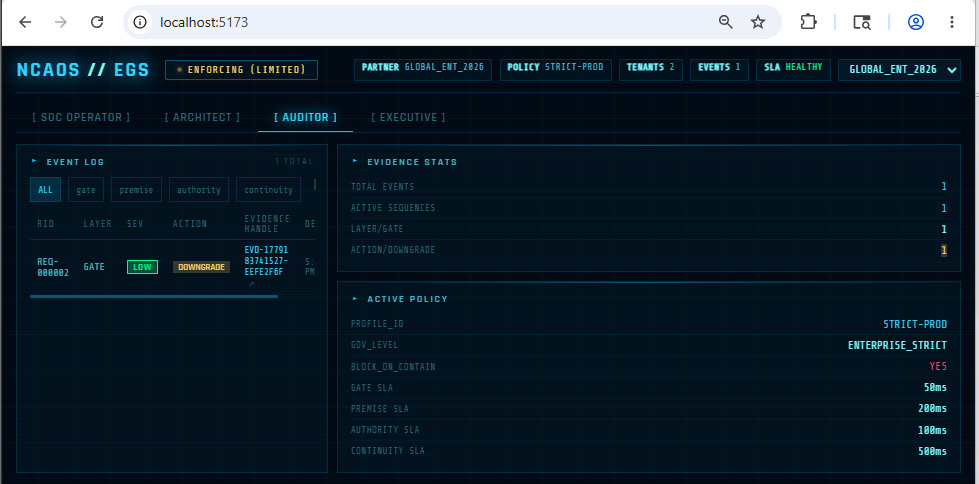 localhost:5173
NCAOS // EGS
ENFORCING (LIMITED)
PARTNER GLOBAL_ENT_2026
POLICY STRICT-PROD
TENANTS 2
EVENTS 1
SLA HEALTHY
GLOBAL_ENT_2026
[ SOC OPERATOR ]
[ ARCHITECT ]
[ AUDITOR ]
[ EXECUTIVE ]
EVENT LOG
1 TOTAL
ALL
gate
premise
authority
continuity
RID LAYER SEV ACTION EVIDENCE HANDLE DE
REQ-000002
GATE
LOW
DOWNGRADE
EVD-17791
83741527-
EEFE2F6F
↗
5:
PM
EVIDENCE STATS
TOTAL EVENTS 1
ACTIVE SEQUENCES 1
LAYER/GATE 1
ACTION/DOWNGRADE 1
ACTIVE POLICY
PROFILE_ID STRICT-PROD
GOV_LEVEL ENTERPRISE_STRICT
BLOCK_ON_CONTAIN YES
GATE SLA 50ms
PREMISE SLA 200ms
AUTHORITY SLA 100ms
CONTINUITY SLA 500ms